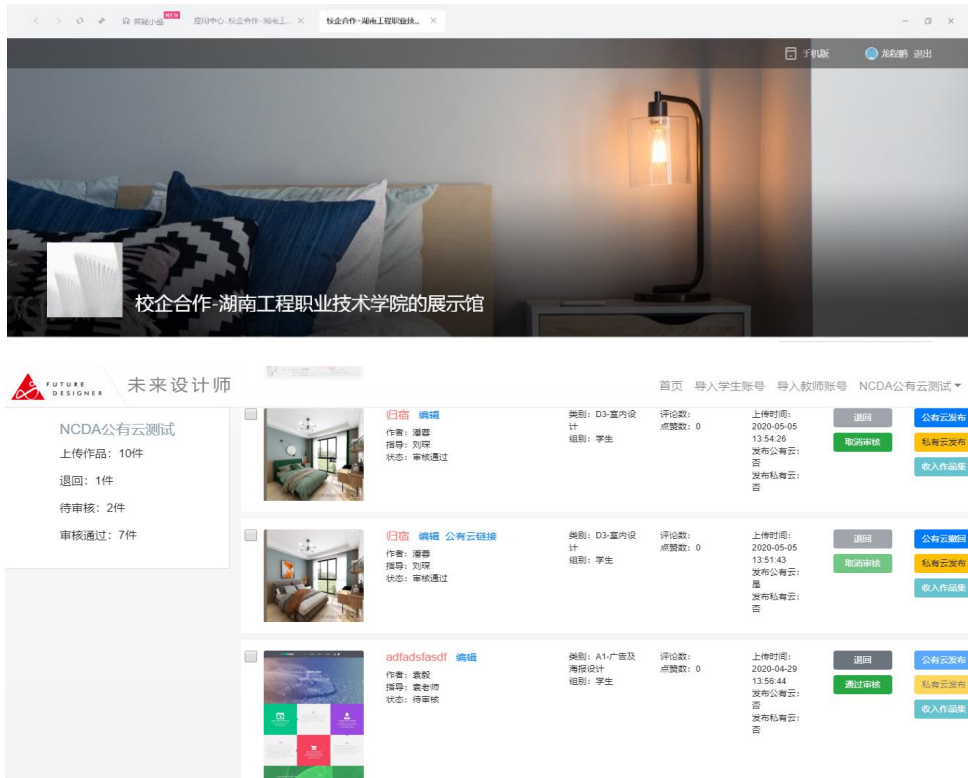 NEW
应用中心-校企合作-湖南工..
校企合作-湖南工程职业技..
手机版
龙程鹏 退出
校企合作-湖南工程职业技术学院的展示馆
FUTURE
DESIGNER
未来设计师
首页 导入学生账号 导入教师账号 NCDA公有云测试
NCDA公有云测试
上传作品：10件
退回：1件
待审核：2件
审核通过：7件
归宿 编辑
作者：潘蓉
指导：刘琛
状态：审核通过
类别：D3-室内设
计
组别：学生
评论数：
点赞数：0
上传时间：
2020-05-05
13:54:26
发布公有云：
否
发布私有云：
否
退回
取消审核
公有云发布
私有云发布
收入作品集
归宿 编辑 公有云链接
作者：潘蓉
指导：刘琛
状态：审核通过
类别：D3-室内设
计
组别：学生
评论数：
点赞数：0
上传时间：
2020-05-05
13:51:43
发布公有云：
是
发布私有云：
否
退回
取消审核
公有云撤回
私有云发布
收入作品集
adfadsfasdf 编辑
作者：袁毅
指导：袁老师
状态：待审核
类别：A1-广告及
海报设计
组别：学生
评论数：
点赞数：0
上传时间：
2020-04-29
13:56:44
发布公有云：
否
发布私有云：
否
退回
通过审核
公有云发布
私有云发布
收入作品集